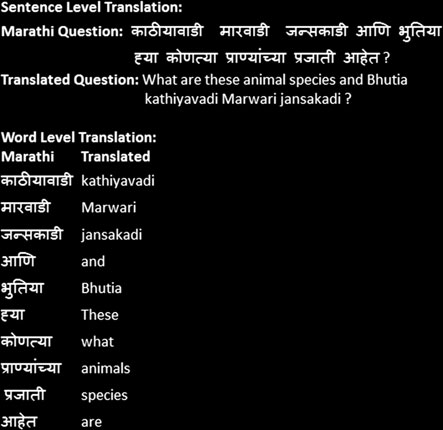 Sentence Level Translation:
Marathi Question: काठीयावाडी मारवाडी जन्सकाडी आणि भुतिया
ह्या कोणत्या प्राण्यांच्या प्रजाती आहेत ?
Translated Question: What are these animal species and Bhutia
kathiyavadi Marwari jansakadi ?
Word Level Translation:
Marathi Translated
काठीयावाडी kathiyavadi
मारवाडी Marwari
जन्सकाडी jansakadi
आणि and
भुतिया Bhutia
ह्या These
कोणत्या what
प्राण्यांच्या animals
प्रजाती species
आहेत are